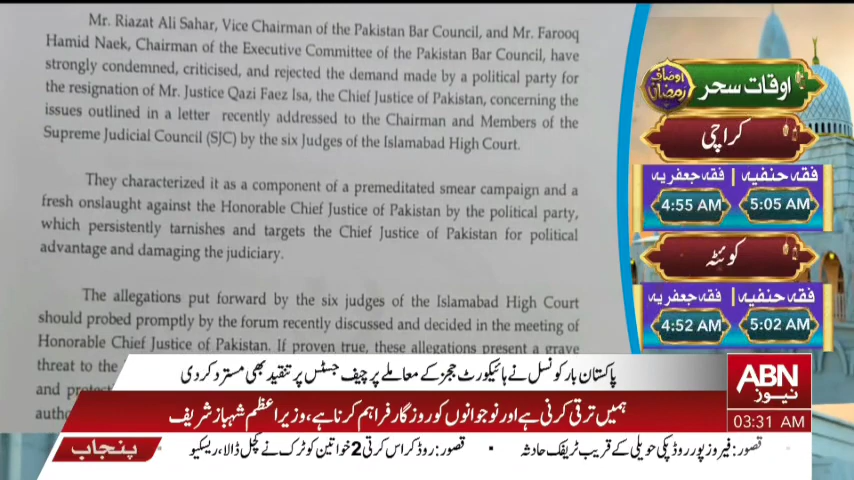 Mr. Riazat Ali Sahar, Vice Chairman of the Pakistan Bar Council, and Mr. Farooq
Hamid Naek, Chairman of the Executive Committee of the Pakistan Bar Council, have
strongly condemned, criticised, and rejected the demand made by a political party for
the resignation of Mr. Justice Qazi Faez Isa, the Chief Justice of Pakistan, concerning the
issues outlined in a letter recently addressed to the Chairman and Members of the
Supreme Judicial Council (SJC) by the six Judges of the Islamabad High Court.
They characterized it as a component of a premeditated smear campaign and a
fresh onslaught against the Honorable Chief Justice of Pakistan by the political party,
which persistently tarnishes and targets the Chief Justice of Pakistan for political
advantage and damaging the judiciary.
The allegations put forward by the six judges of the Islamabad High Court
should probed promptly by the forum recently discussed and decided in the meeting of
Honorable Chief Justice of Pakistan. If proven true, these allegations present a grave
threat to the
and
اوصاف رمضان
اوقات سحر
کراچی
فقہ حنفیہ | فقہ جعفریہ
5:05 AM
4:55 AM
کوئٹہ
فقہ حنفیہ | فقہ جعفریہ
5:02 AM
4:52 AM
پاکستان بار کونسل نے ہائیکورٹ ججز کے معاملے پر چیف جسٹس پر تنقید بھی مسترد کر دی
ہمیں ترقی کرنی ہے اور نوجوانوں کو روزگار فراہم کرنا ہے، وزیراعظم شہباز شریف
ABN
نیوز
03:31 AM
پنجاب
قصور: فیروز پور روڈ پکی حویلی کے قریب ٹریفک حادثہ • قصور: روڈ کراس کرتی 2 خواتین کو ٹرک نے کچل ڈالا، ریسکیو